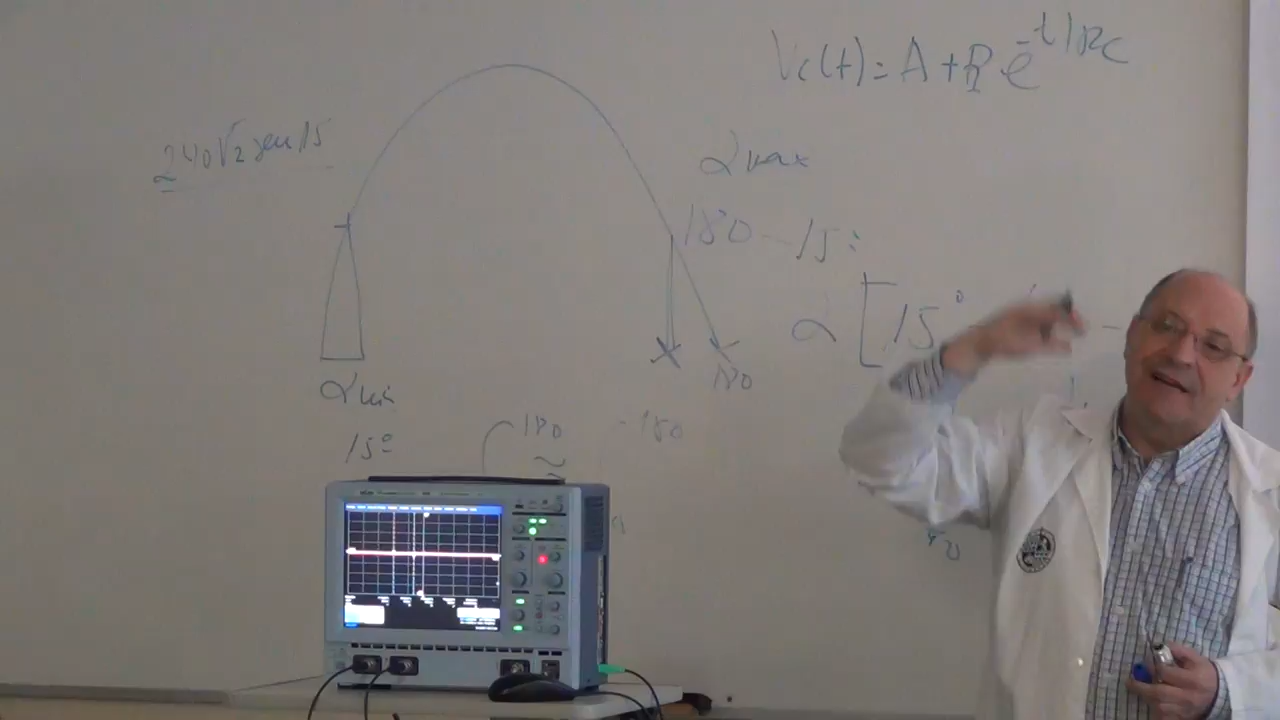 Vc(t) = A + B e^-t/RC
240√2 sen 15
αmax
180 - 15 :
α [ 15°
180
αmin
15°
180
- 180